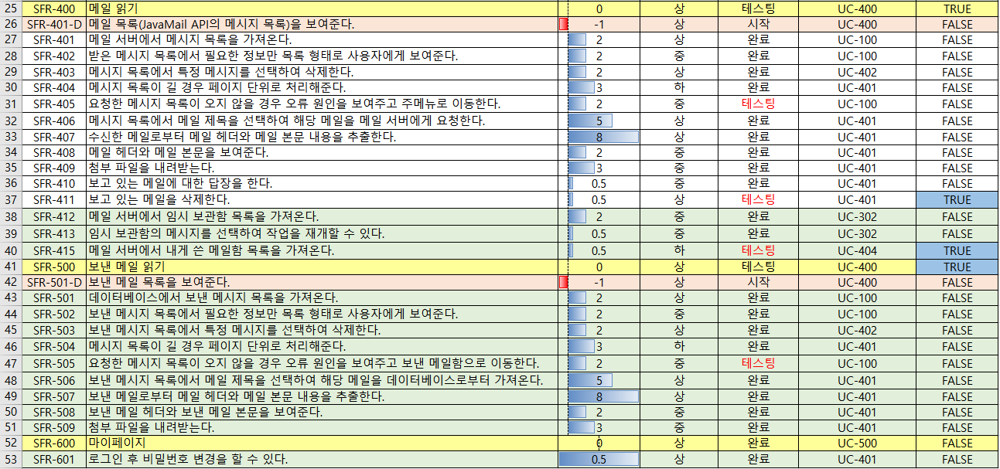 25 SFR-400 메일 읽기 0 상 테스팅 UC-400 TRUE
26 SFR-401-D 메일 목록(JavaMail API의 메시지 목록)을 보여준다. -1 상 시작 UC-400 FALSE
27 SFR-401 메일 서버에서 메시지 목록을 가져온다. 2 상 완료 UC-100 FALSE
28 SFR-402 받은 메시지 목록에서 필요한 정보만 목록 형태로 사용자에게 보여준다. 2 중 완료 UC-100 FALSE
29 SFR-403 메시지 목록에서 특정 메시지를 선택하여 삭제한다. 2 상 완료 UC-402 FALSE
30 SFR-404 메시지 목록이 길 경우 페이지 단위로 처리해준다. 3 하 완료 UC-401 FALSE
31 SFR-405 요청한 메시지 목록이 오지 않을 경우 오류 원인을 보여주고 주메뉴로 이동한다. 2 중 테스팅 UC-100 FALSE
32 SFR-406 메시지 목록에서 메일 제목을 선택하여 해당 메일을 메일 서버에게 요청한다. 5 상 완료 UC-401 FALSE
33 SFR-407 수신한 메일로부터 메일 헤더와 메일 본문 내용을 추출한다. 8 상 완료 UC-401 FALSE
34 SFR-408 메일 헤더와 메일 본문을 보여준다. 2 중 완료 UC-401 FALSE
35 SFR-409 첨부 파일을 내려받는다. 3 중 완료 UC-401 FALSE
36 SFR-410 보고 있는 메일에 대한 답장을 한다. 0.5 중 완료 UC-401 FALSE
37 SFR-411 보고 있는 메일을 삭제한다. 0.5 상 테스팅 UC-401 TRUE
38 SFR-412 메일 서버에서 임시 보관함 목록을 가져온다. 2 중 완료 UC-302 FALSE
39 SFR-413 임시 보관함의 메시지를 선택하여 작업을 재개할 수 있다. 0.5 중 완료 UC-302 FALSE
40 SFR-415 메일 서버에서 내게 쓴 메일함 목록을 가져온다. 0.5 하 테스팅 UC-404 TRUE
41 SFR-500 보낸 메일 읽기 0 상 테스팅 UC-400 TRUE
42 SFR-501-D 보낸 메일 목록을 보여준다. -1 상 시작 UC-400 FALSE
43 SFR-501 데이터베이스에서 보낸 메시지 목록을 가져온다. 2 상 완료 UC-100 FALSE
44 SFR-502 보낸 메시지 목록에서 필요한 정보만 목록 형태로 사용자에게 보여준다. 2 중 완료 UC-100 FALSE
45 SFR-503 보낸 메시지 목록에서 특정 메시지를 선택하여 삭제한다. 2 상 완료 UC-402 FALSE
46 SFR-504 메시지 목록이 길 경우 페이지 단위로 처리해준다. 3 하 완료 UC-401 FALSE
47 SFR-505 요청한 메시지 목록이 오지 않을 경우 오류 원인을 보여주고 보낸 메일함으로 이동한다. 2 중 테스팅 UC-100 FALSE
48 SFR-506 보낸 메시지 목록에서 메일 제목을 선택하여 해당 메일을 데이터베이스로부터 가져온다. 5 상 완료 UC-401 FALSE
49 SFR-507 보낸 메일로부터 메일 헤더와 메일 본문 내용을 추출한다. 8 상 완료 UC-401 FALSE
50 SFR-508 보낸 메일 헤더와 보낸 메일 본문을 보여준다. 2 중 완료 UC-401 FALSE
51 SFR-509 첨부 파일을 내려받는다. 3 중 완료 UC-401 FALSE
52 SFR-600 마이페이지 0 상 완료 UC-500 FALSE
53 SFR-601 로그인 후 비밀번호 변경을 할 수 있다. 0.5 상 완료 UC-401 FALSE